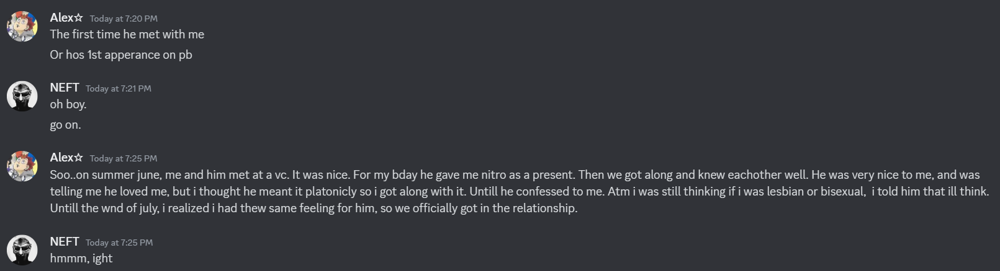 Alex☆ Today at 7:20 PM
The first time he met with me
Or hos 1st apperance on pb
NEFT Today at 7:21 PM
oh boy.
go on.
Alex☆ Today at 7:25 PM
Soo..on summer june, me and him met at a vc. It was nice. For my bday he gave me nitro as a present. Then we got along and knew eachother well. He was very nice to me, and was
telling me he loved me, but i thought he meant it platonicly so i got along with it. Untill he confessed to me. Atm i was still thinking if i was lesbian or bisexual,  i told him that ill think.
Untill the wnd of july, i realized i had thew same feeling for him, so we officially got in the relationship.
NEFT Today at 7:25 PM
hmmm, ight